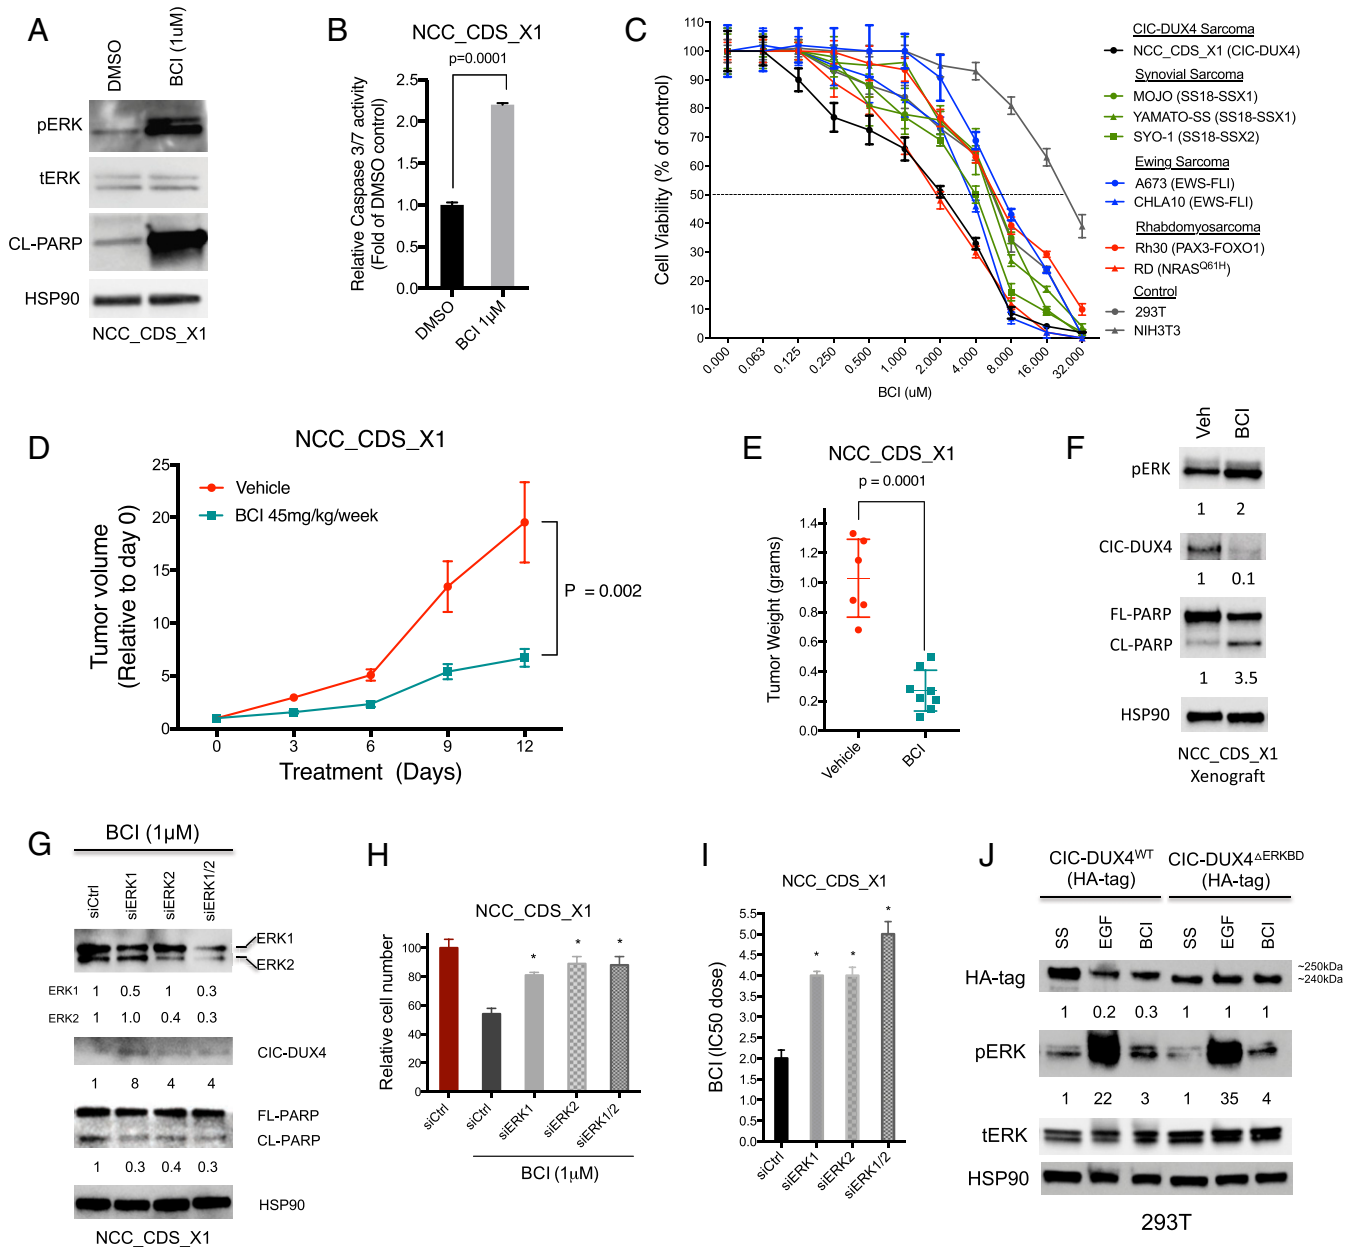 A
DMSO
BCI (1uM)
pERK
tERK
CL-PARP
HSP90
NCC_CDS_X1
B
NCC_CDS_X1
p=0.0001
Relative Caspase 3/7 activity
(Fold of DMSO control)
2.5
2.0
1.5
1.0
0.5
0.0
DMSO
BCI 1µM
C
Cell Viability (% of control)
110
100
90
80
70
60
50
40
30
20
10
0
0.000
0.063
0.125
0.250
0.500
1.000
2.000
4.000
8.000
16.000
32.000
BCI (uM)
CIC-DUX4 Sarcoma
NCC_CDS_X1 (CIC-DUX4)
Synovial Sarcoma
MOJO (SS18-SSX1)
YAMATO-SS (SS18-SSX1)
SYO-1 (SS18-SSX2)
Ewing Sarcoma
A673 (EWS-FLI)
CHLA10 (EWS-FLI)
Rhabdomyosarcoma
Rh30 (PAX3-FOXO1)
RD (NRASQ61H)
Control
293T
NIH3T3
D
NCC_CDS_X1
Tumor volume
(Relative to day 0)
25
20
15
10
5
0
Vehicle
BCI 45mg/kg/week
P = 0.002
0 3 6 9 12
Treatment (Days)
E
NCC_CDS_X1
p = 0.0001
Tumor Weight (grams)
1.4
1.2
1.0
0.8
0.6
0.4
0.2
0.0
Vehicle
BCI
F
Veh
BCI
pERK
1 2
CIC-DUX4
1 0.1
FL-PARP
CL-PARP
1 3.5
HSP90
NCC_CDS_X1
Xenograft
G
BCI (1µM)
siCtrl
siERK1
siERK2
siERK1/2
ERK1
ERK2
ERK1 1 0.5 1 0.3
ERK2 1 1.0 0.4 0.3
CIC-DUX4
1 8 4 4
FL-PARP
CL-PARP
1 0.3 0.4 0.3
HSP90
NCC_CDS_X1
H
NCC_CDS_X1
Relative cell number
100
80
60
40
20
0
* * *
siCtrl
siCtrl
siERK1
siERK2
siERK1/2
BCI (1µM)
I
NCC_CDS_X1
BCI (IC50 dose)
5.5
5.0
4.5
4.0
3.5
3.0
2.5
2.0
1.5
1.0
0.5
0.0
* * *
siCtrl
siERK1
siERK2
siERK1/2
J
CIC-DUX4WT
(HA-tag)
CIC-DUX4△ERKBD
(HA-tag)
SS
EGF
BCI
SS
EGF
BCI
HA-tag
~250kDa
~240kDa
1 0.2 0.3 1 1 1
pERK
1 22 3 1 35 4
tERK
HSP90
293T